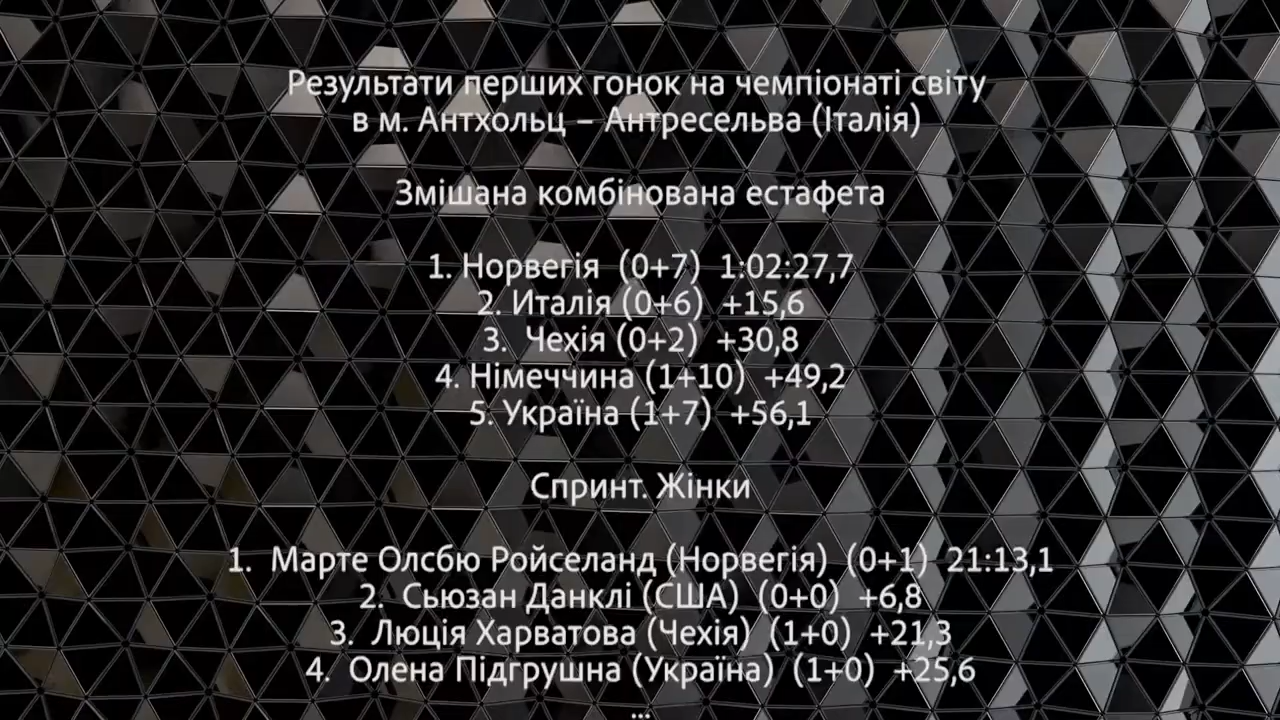 Результати перших гонок на чемпіонаті світу
в м. Антхольц – Антресельва (Італія)
Змішана комбінована естафета
1. Норвегія (0+7) 1:02:27,7
2. Италія (0+6) +15,6
3. Чехія (0+2) +30,8
4. Німеччина (1+10) +49,2
5. Україна (1+7) +56,1
Спринт. Жінки
1. Марте Олсбю Ройселанд (Норвегія) (0+1) 21:13,1
2. Сьюзан Данклі (США) (0+0) +6,8
3. Люція Харватова (Чехія) (1+0) +21,3
4. Олена Підгрушна (Україна) (1+0) +25,6
...